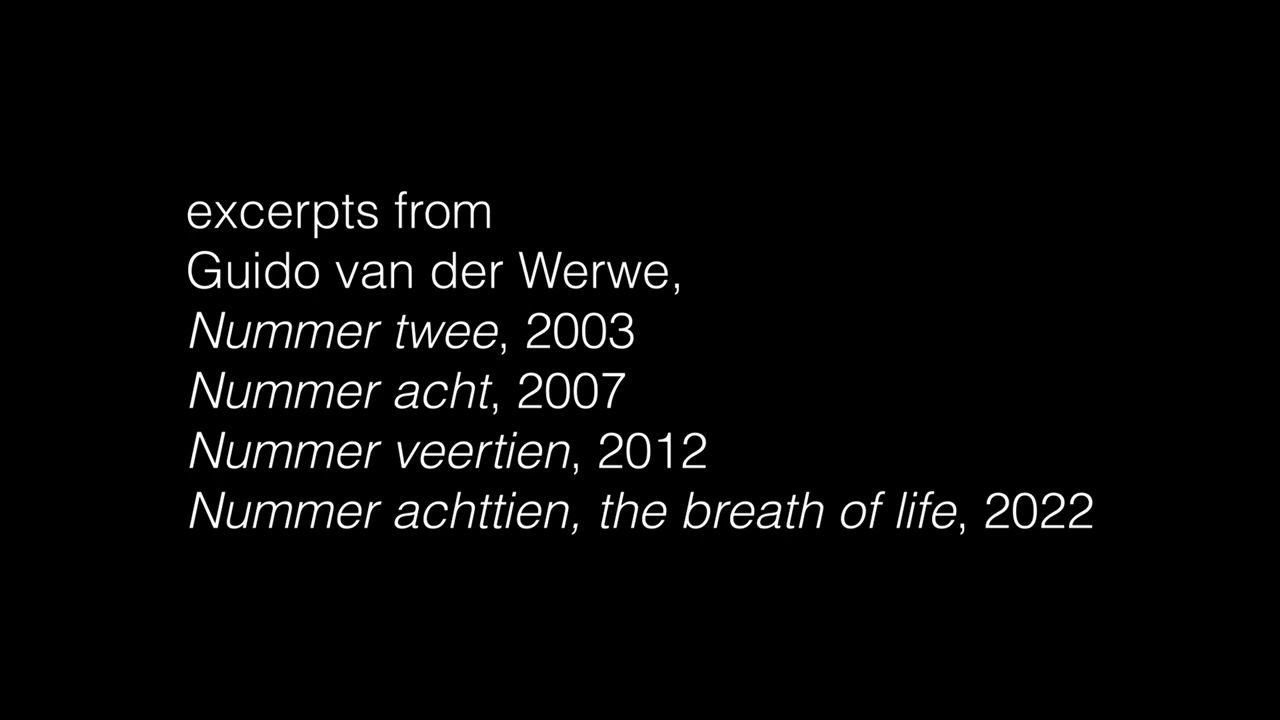 excerpts from
Guido van der Werwe,
Nummer twee, 2003
Nummer acht, 2007
Nummer veertien, 2012
Nummer achttien, the breath of life, 2022